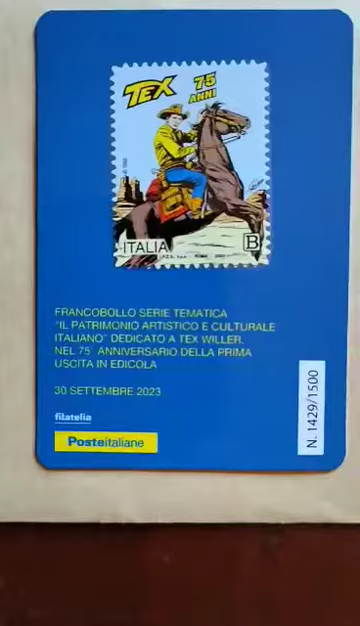 TEX
75
ANNI
ITALIA
B
FRANCOBOLLO SERIE TEMATICA
"IL PATRIMONIO ARTISTICO E CULTURALE
ITALIANO" DEDICATO A TEX WILLER.
NEL 75° ANNIVERSARIO DELLA PRIMA
USCITA IN EDICOLA
30 SETTEMBRE 2023
filatelia
Posteitaliane
N. 1429/1500